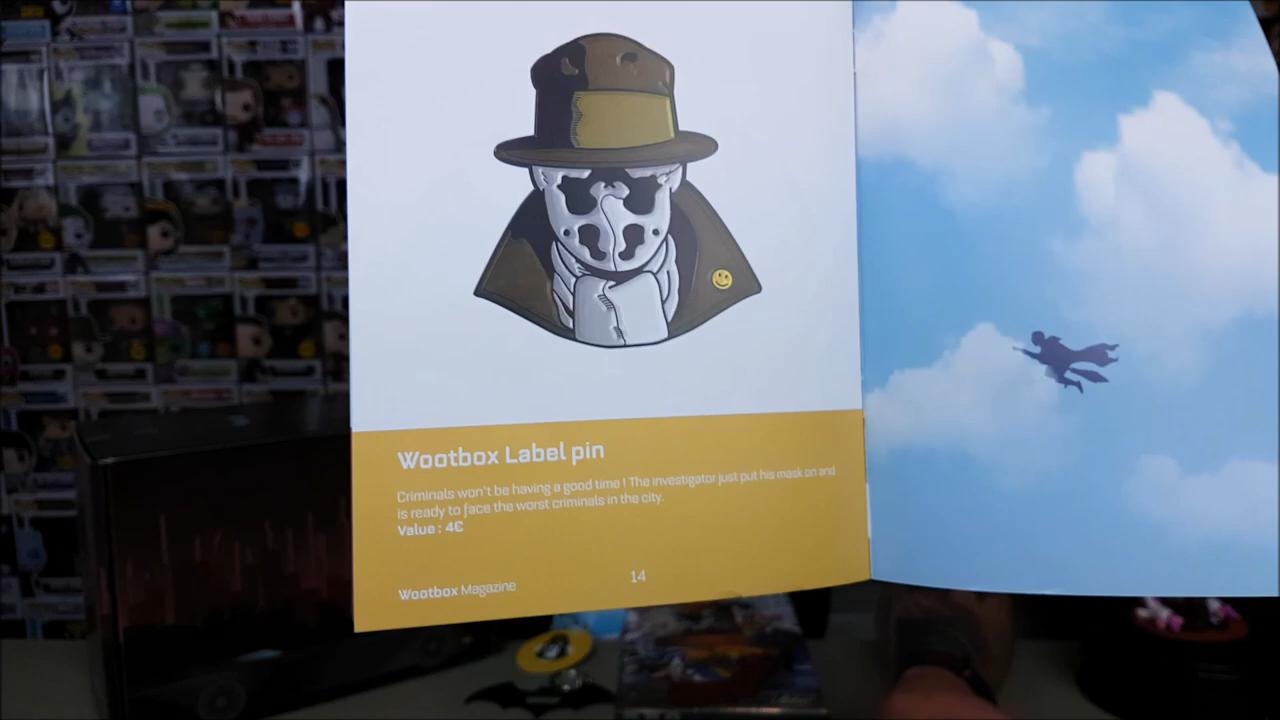 Wootbox Label pin
Criminals won't be having a good time ! The investigator just put his mask on and
is ready to face the worst criminals in the city.
Value : 4€
Wootbox Magazine
14